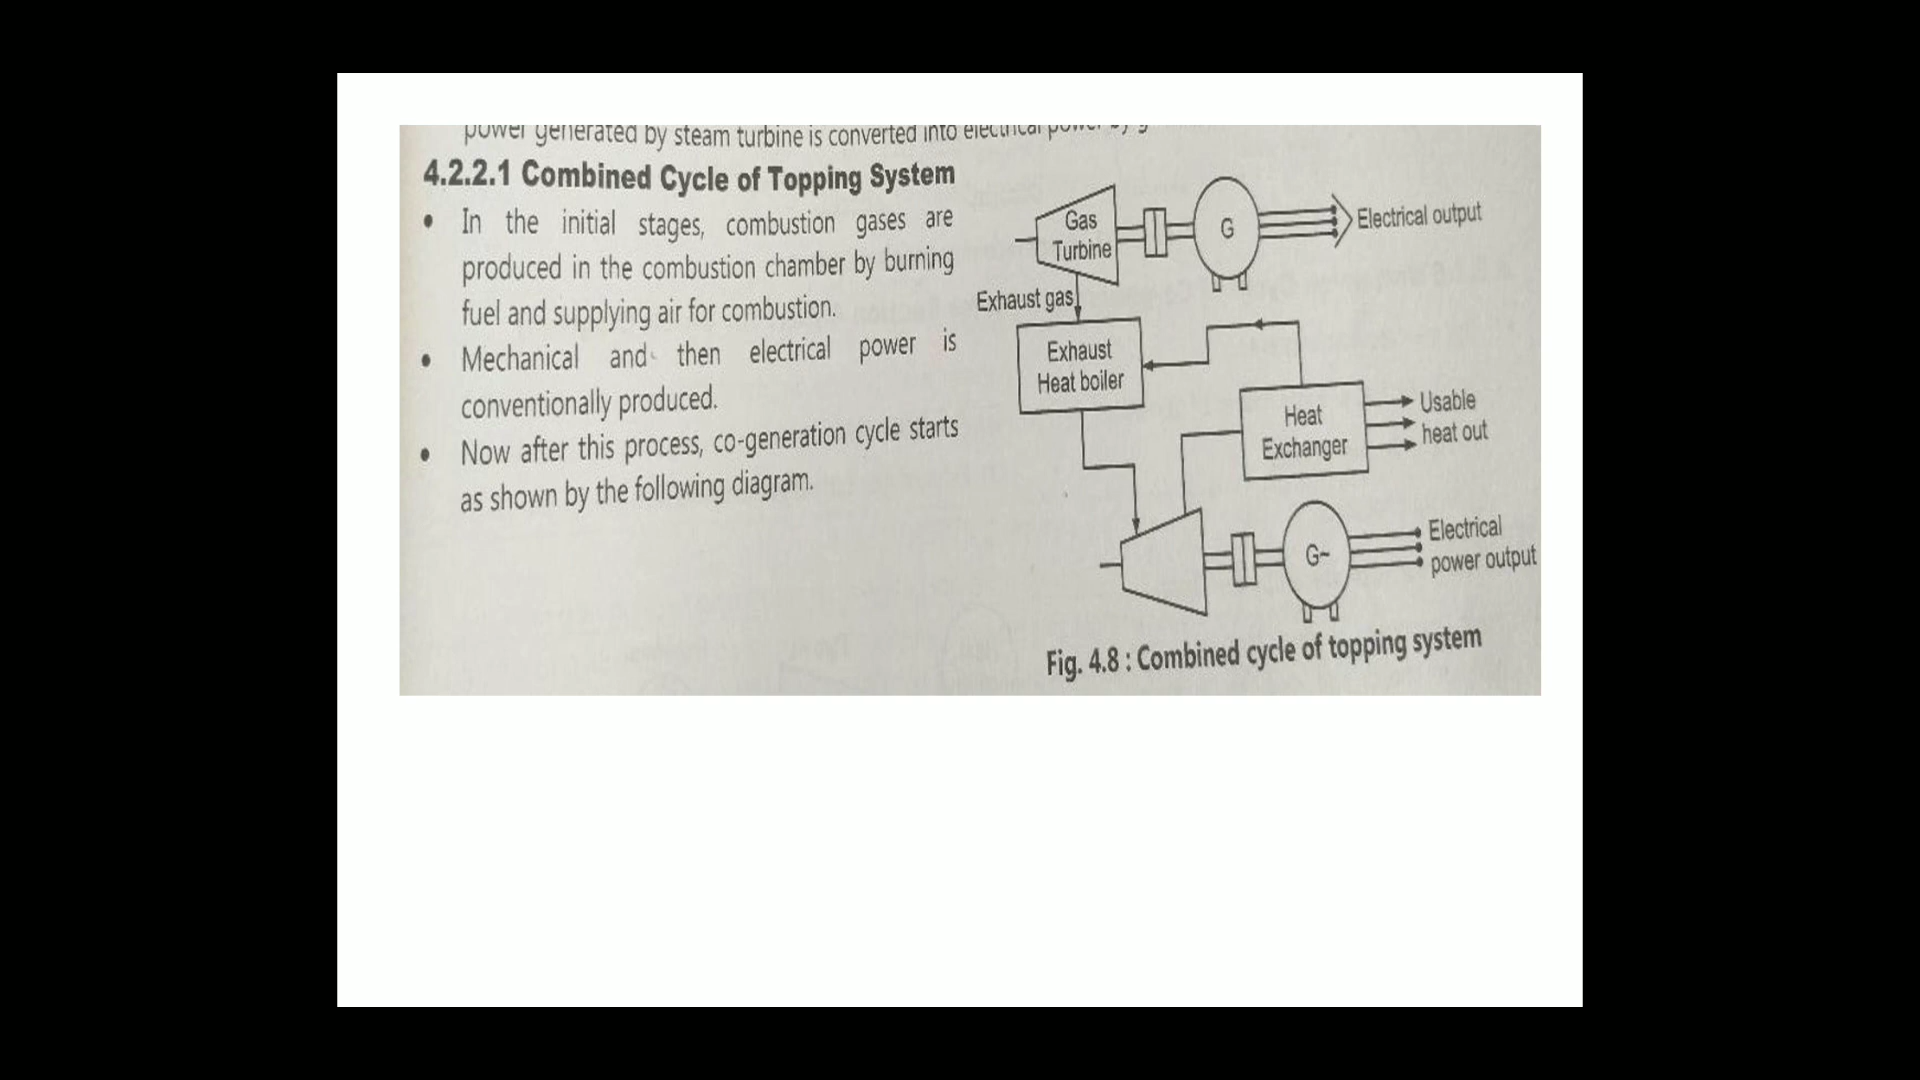 power generated by steam turbine is converted into electrical power by
4.2.2.1 Combined Cycle of Topping System
• In the initial stages, combustion gases are
produced in the combustion chamber by burning
fuel and supplying air for combustion.
• Mechanical and then electrical power is
conventionally produced.
• Now after this process, co-generation cycle starts
as shown by the following diagram.
Gas
Turbine
G
Electrical output
Exhaust gas
Exhaust
Heat boiler
Heat
Exchanger
Usable
heat out
G~
Electrical
power output
Fig. 4.8 : Combined cycle of topping system